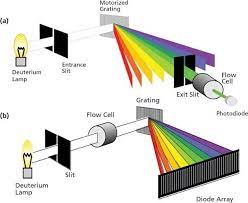 Motorized
Grating
(a)
Deuterium
Lamp
Entrance
Slit
Exit Slit
Flow
Cell
Photodiode
(b)
Flow Cell
Grating
Deuterium
Lamp
Slit
Diode Array